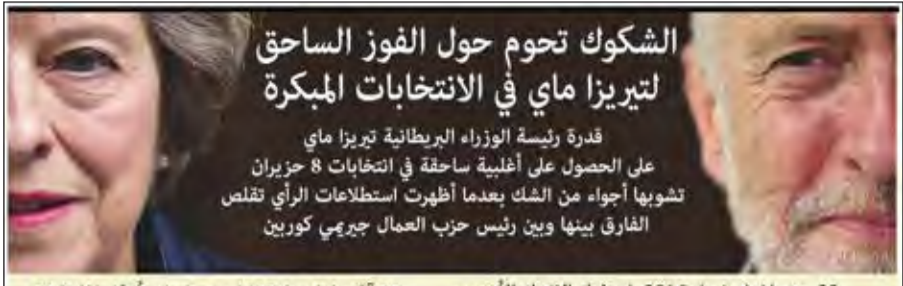 الشكوك تحوم حول الفوز الساحق
لتيريزا ماي في الانتخابات المبكرة
قدرة رئيسة الوزراء البريطانية تيريزا ماي
على الحصول على أغلبية ساحقة في انتخابات 8 حزيران
تشوبها أجواء من الشك بعدما أظهرت استطلاعات الرأي تقلص
الفارق بينها وبين رئيس حزب العمال جيريمي كوربين